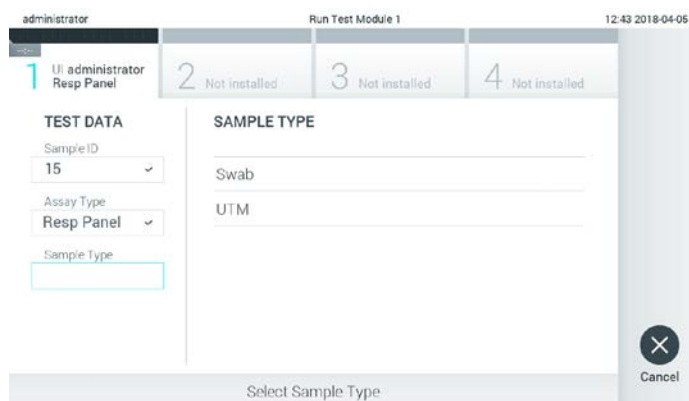 administrator
Run Test Module 1
12:43 2018-04-05
1 UI administrator
Resp Panel
2 Not installed
3 Not installed
4 Not installed
TEST DATA
Sample ID
15
Assay Type
Resp Panel
Sample Type
SAMPLE TYPE
Swab
UTM
Cancel
Select Sample Type